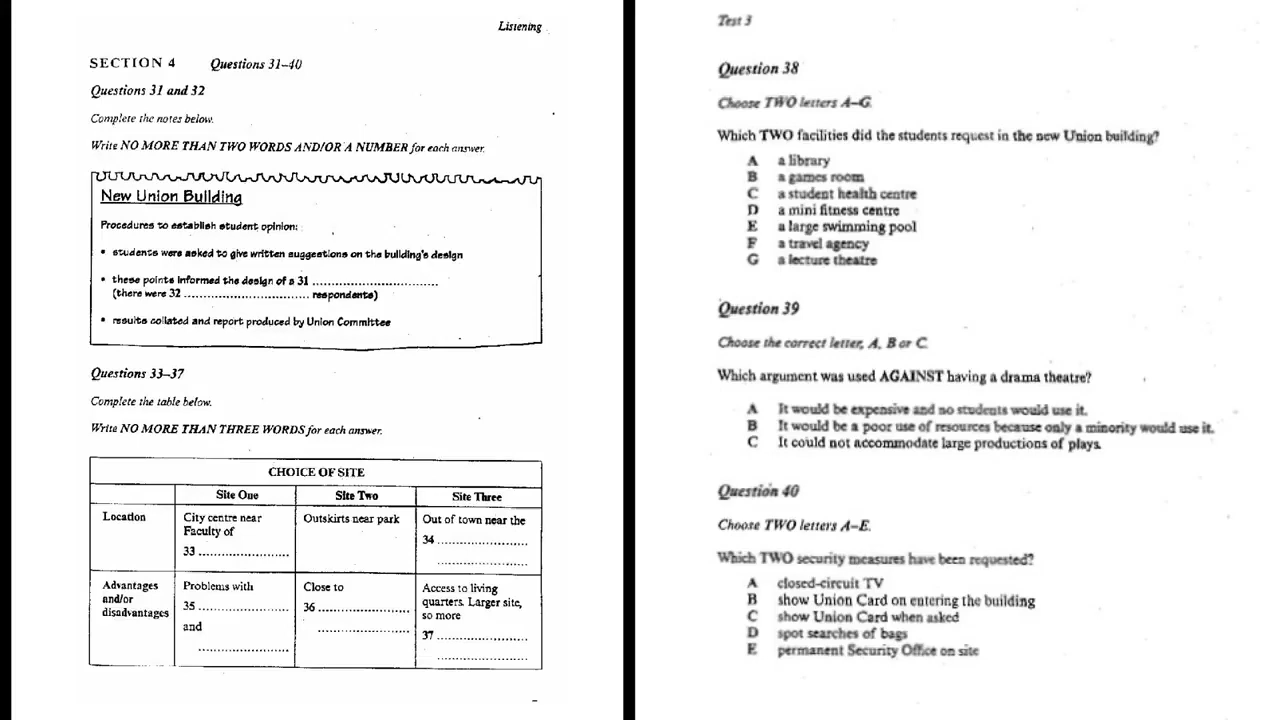 Listening
SECTION 4 Questions 31–40
Questions 31 and 32
Complete the notes below.
Write NO MORE THAN TWO WORDS AND/OR A NUMBER for each answer.
New Union Building
Procedures to establish student opinion:
• students were asked to give written suggestions on the building's design
• these points informed the design of a 31 ................................
(there were 32 ................................ respondents)
• results collated and report produced by Union Committee
Questions 33–37
Complete the table below.
Write NO MORE THAN THREE WORDS for each answer.
CHOICE OF SITE
Site One Site Two Site Three
Location City centre near Outskirts near park Out of town near the
Faculty of 34 ........................
33 ........................ ........................
Advantages Problems with Close to Access to living
and/or 35 ........................ 36 ........................ quarters. Larger site,
disadvantages and ........................ so more
........................ 37 ........................
........................
Test 3
Question 38
Choose TWO letters A–G.
Which TWO facilities did the students request in the new Union building?
A a library
B a games room
C a student health centre
D a mini fitness centre
E a large swimming pool
F a travel agency
G a lecture theatre
Question 39
Choose the correct letter, A, B or C.
Which argument was used AGAINST having a drama theatre?
A It would be expensive and no students would use it.
B It would be a poor use of resources because only a minority would use it.
C It could not accommodate large productions of plays.
Question 40
Choose TWO letters A–E.
Which TWO security measures have been requested?
A closed-circuit TV
B show Union Card on entering the building
C show Union Card when asked
D spot searches of bags
E permanent Security Office on site